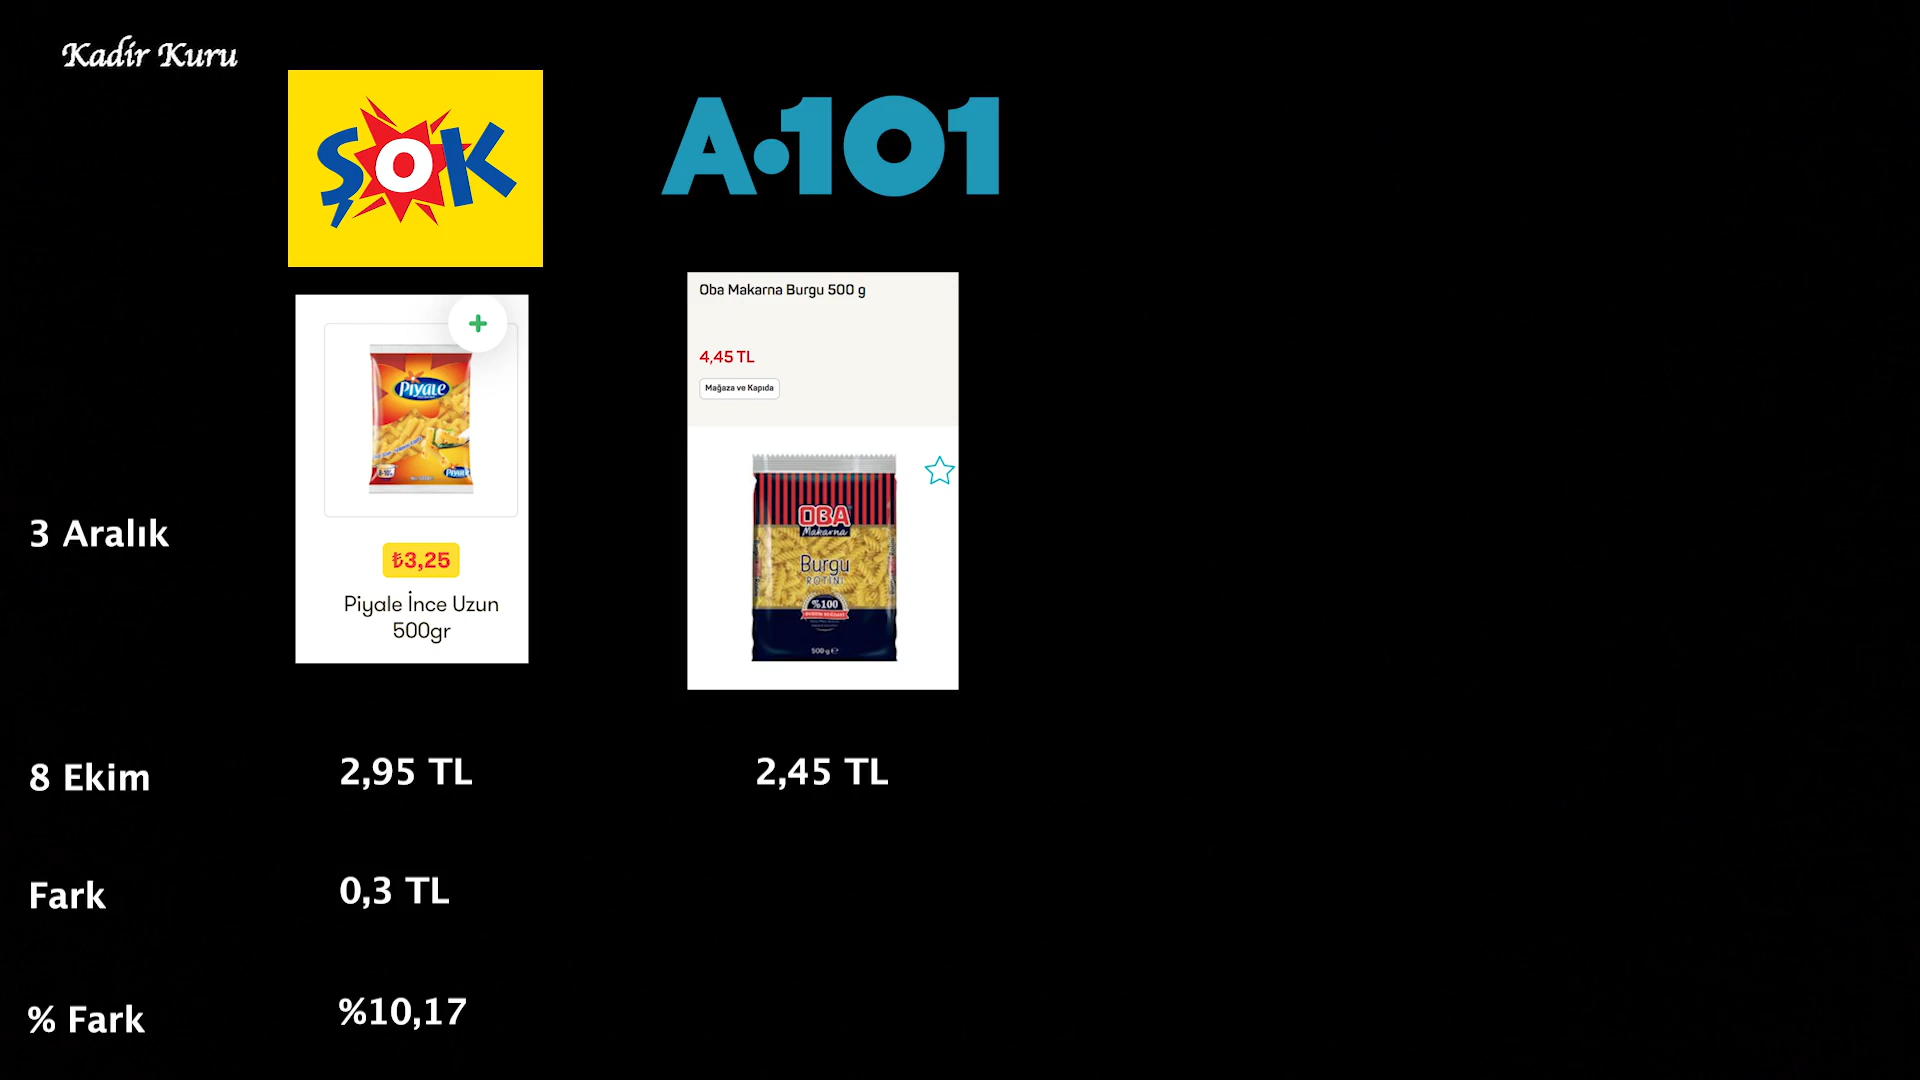 Kadir Kuru
ŞOK
A101
Oba Makarna Burgu 500 g
4,45 TL
Mağaza ve Kapıda
Piyale
Piyale
OBA
Makarna
Burgu
ROTINI
%100
500 g e
3 Aralık
₺3,25
Piyale İnce Uzun
500gr
8 Ekim
2,95 TL
2,45 TL
Fark
0,3 TL
% Fark
%10,17